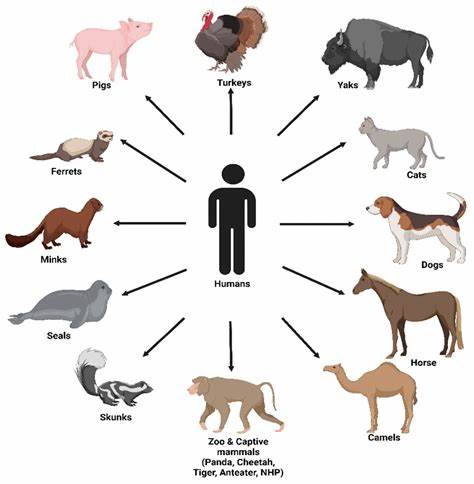 Pigs
Turkeys
Yaks
Ferrets
Cats
Minks
Humans
Dogs
Seals
Horse
Skunks
Zoo & Captive
mammals
(Panda, Cheetah,
Tiger, Anteater, NHP)
Camels